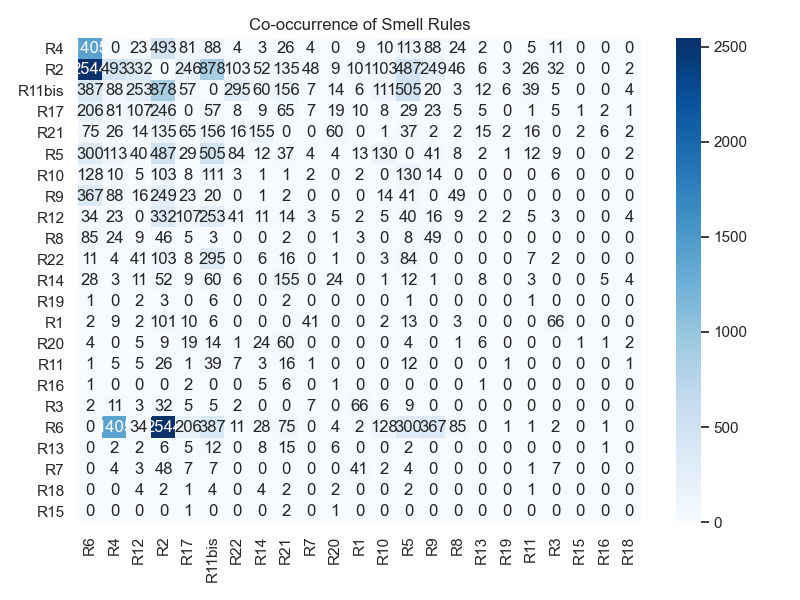 Co-occurrence of Smell Rules
R4 1405 0 23 493 81 88 4 3 26 4 0 9 10 113 88 24 2 0 5 11 0 0 0
R2 2544 493 332 0 246 878 103 52 135 48 9 101 103 487 249 46 6 3 26 32 0 0 2
R11bis 387 88 253 878 57 0 295 60 156 7 14 6 111 505 20 3 12 6 39 5 0 0 4
R17 206 81 107 246 0 57 8 9 65 7 19 10 8 29 23 5 5 0 1 5 1 2 1
R21 75 26 14 135 65 156 16 155 0 0 60 0 1 37 2 2 15 2 16 0 2 6 2
R5 300 113 40 487 29 505 84 12 37 4 4 13 130 0 41 8 2 1 12 9 0 0 2
R10 128 10 5 103 8 111 3 1 1 2 0 2 0 130 14 0 0 0 0 6 0 0 0
R9 367 88 16 249 23 20 0 1 2 0 0 0 14 41 0 49 0 0 0 0 0 0 0
R12 34 23 0 332 107 253 41 11 14 3 5 2 5 40 16 9 2 2 5 3 0 0 4
R8 85 24 9 46 5 3 0 0 2 0 1 3 0 8 49 0 0 0 0 0 0 0 0
R22 11 4 41 103 8 295 0 6 16 0 1 0 3 84 0 0 0 0 7 2 0 0 0
R14 28 3 11 52 9 60 6 0 155 0 24 0 1 12 1 0 8 0 3 0 0 5 4
R19 1 0 2 3 0 6 0 0 2 0 0 0 0 1 0 0 0 0 1 0 0 0 0
R1 2 9 2 101 10 6 0 0 0 41 0 0 2 13 0 3 0 0 0 66 0 0 0
R20 4 0 5 9 19 14 1 24 60 0 0 0 0 4 0 1 6 0 0 0 1 1 2
R11 1 5 5 26 1 39 7 3 16 1 0 0 0 12 0 0 0 1 0 0 0 0 1
R16 1 0 0 0 2 0 0 5 6 0 1 0 0 0 0 0 1 0 0 0 0 0 0
R3 2 11 3 32 5 5 2 0 0 7 0 66 6 9 0 0 0 0 0 0 0 0 0
R6 0 1405 34 2544 206 387 11 28 75 0 4 2 128 300 367 85 0 1 1 2 0 1 0
R13 0 2 2 6 5 12 0 8 15 0 6 0 0 2 0 0 0 0 0 0 0 1 0
R7 0 4 3 48 7 7 0 0 0 0 0 41 2 4 0 0 0 0 1 7 0 0 0
R18 0 0 4 2 1 4 0 4 2 0 2 0 0 2 0 0 0 0 1 0 0 0 0
R15 0 0 0 0 1 0 0 0 2 0 1 0 0 0 0 0 0 0 0 0 0 0 0
R6 R4 R12 R2 R17 R11bis R22 R14 R21 R7 R20 R1 R10 R5 R9 R8 R13 R19 R11 R3 R15 R16 R18
2500
2000
1500
1000
500
0